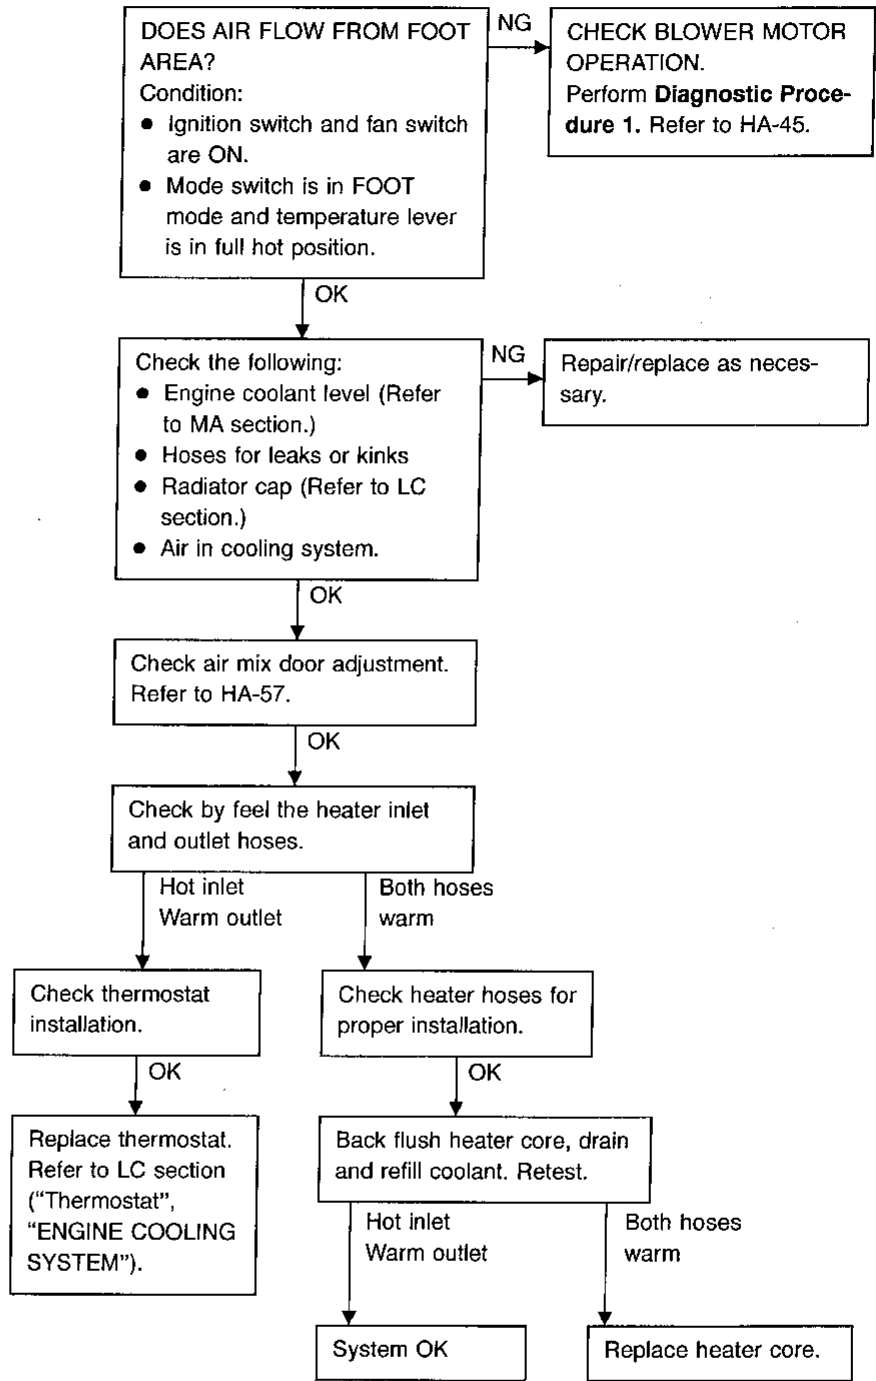 DOES AIR FLOW FROM FOOT
AREA?
Condition:
● Ignition switch and fan switch
are ON.
● Mode switch is in FOOT
mode and temperature lever
is in full hot position.
NG
CHECK BLOWER MOTOR
OPERATION.
Perform Diagnostic Proce-
dure 1. Refer to HA-45.
OK
Check the following:
● Engine coolant level (Refer
to MA section.)
● Hoses for leaks or kinks
● Radiator cap (Refer to LC
section.)
● Air in cooling system.
NG
Repair/replace as neces-
sary.
OK
Check air mix door adjustment.
Refer to HA-57.
OK
Check by feel the heater inlet
and outlet hoses.
Hot inlet
Warm outlet
Both hoses
warm
Check thermostat
installation.
Check heater hoses for
proper installation.
OK
OK
Replace thermostat.
Refer to LC section
(“Thermostat”,
“ENGINE COOLING
SYSTEM”).
Back flush heater core, drain
and refill coolant. Retest.
Hot inlet
Warm outlet
Both hoses
warm
System OK
Replace heater core.